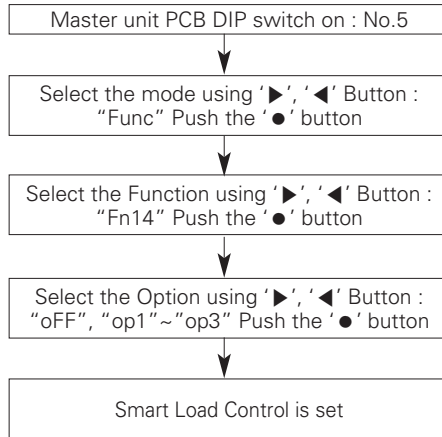 Master unit PCB DIP switch on : No.5
Select the mode using ‘▶’, ‘◀’ Button :
“Func” Push the ‘●’ button
Select the Function using ‘▶’, ‘◀’ Button :
“Fn14” Push the ‘●’ button
Select the Option using ‘▶’, ‘◀’ Button :
“oFF”, “op1”~”op3” Push the ‘●’ button
Smart Load Control is set